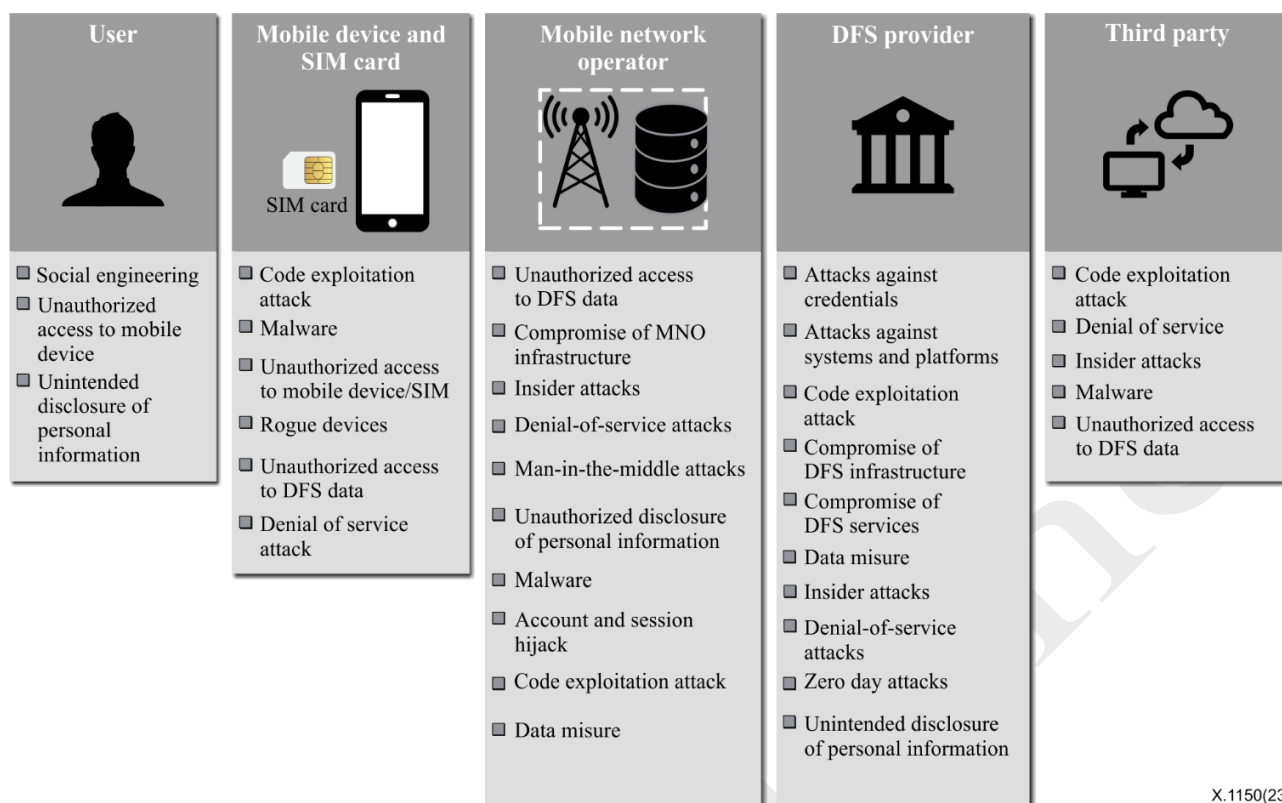 User
Social engineering
Unauthorized
access to mobile
device
Unintended
disclosure of
personal
information
Mobile device and
SIM card
SIM card
Code exploitation
attack
Malware
Unauthorized access
to mobile device/SIM
Rogue devices
Unauthorized access
to DFS data
Denial of service
attack
Mobile network
operator
Unauthorized access
to DFS data
Compromise of MNO
infrastructure
Insider attacks
Denial-of-service attacks
Man-in-the-middle attacks
Unauthorized disclosure
of personal information
Malware
Account and session
hijack
Code exploitation attack
Data misure
DFS provider
Attacks against
credentials
Attacks against
systems and platforms
Code exploitation
attack
Compromise of
DFS infrastructure
Compromise of
DFS services
Data misure
Insider attacks
Denial-of-service
attacks
Zero day attacks
Unintended disclosure
of personal information
Third party
Code exploitation
attack
Denial of service
Insider attacks
Malware
Unauthorized access
to DFS data
X.1150(23